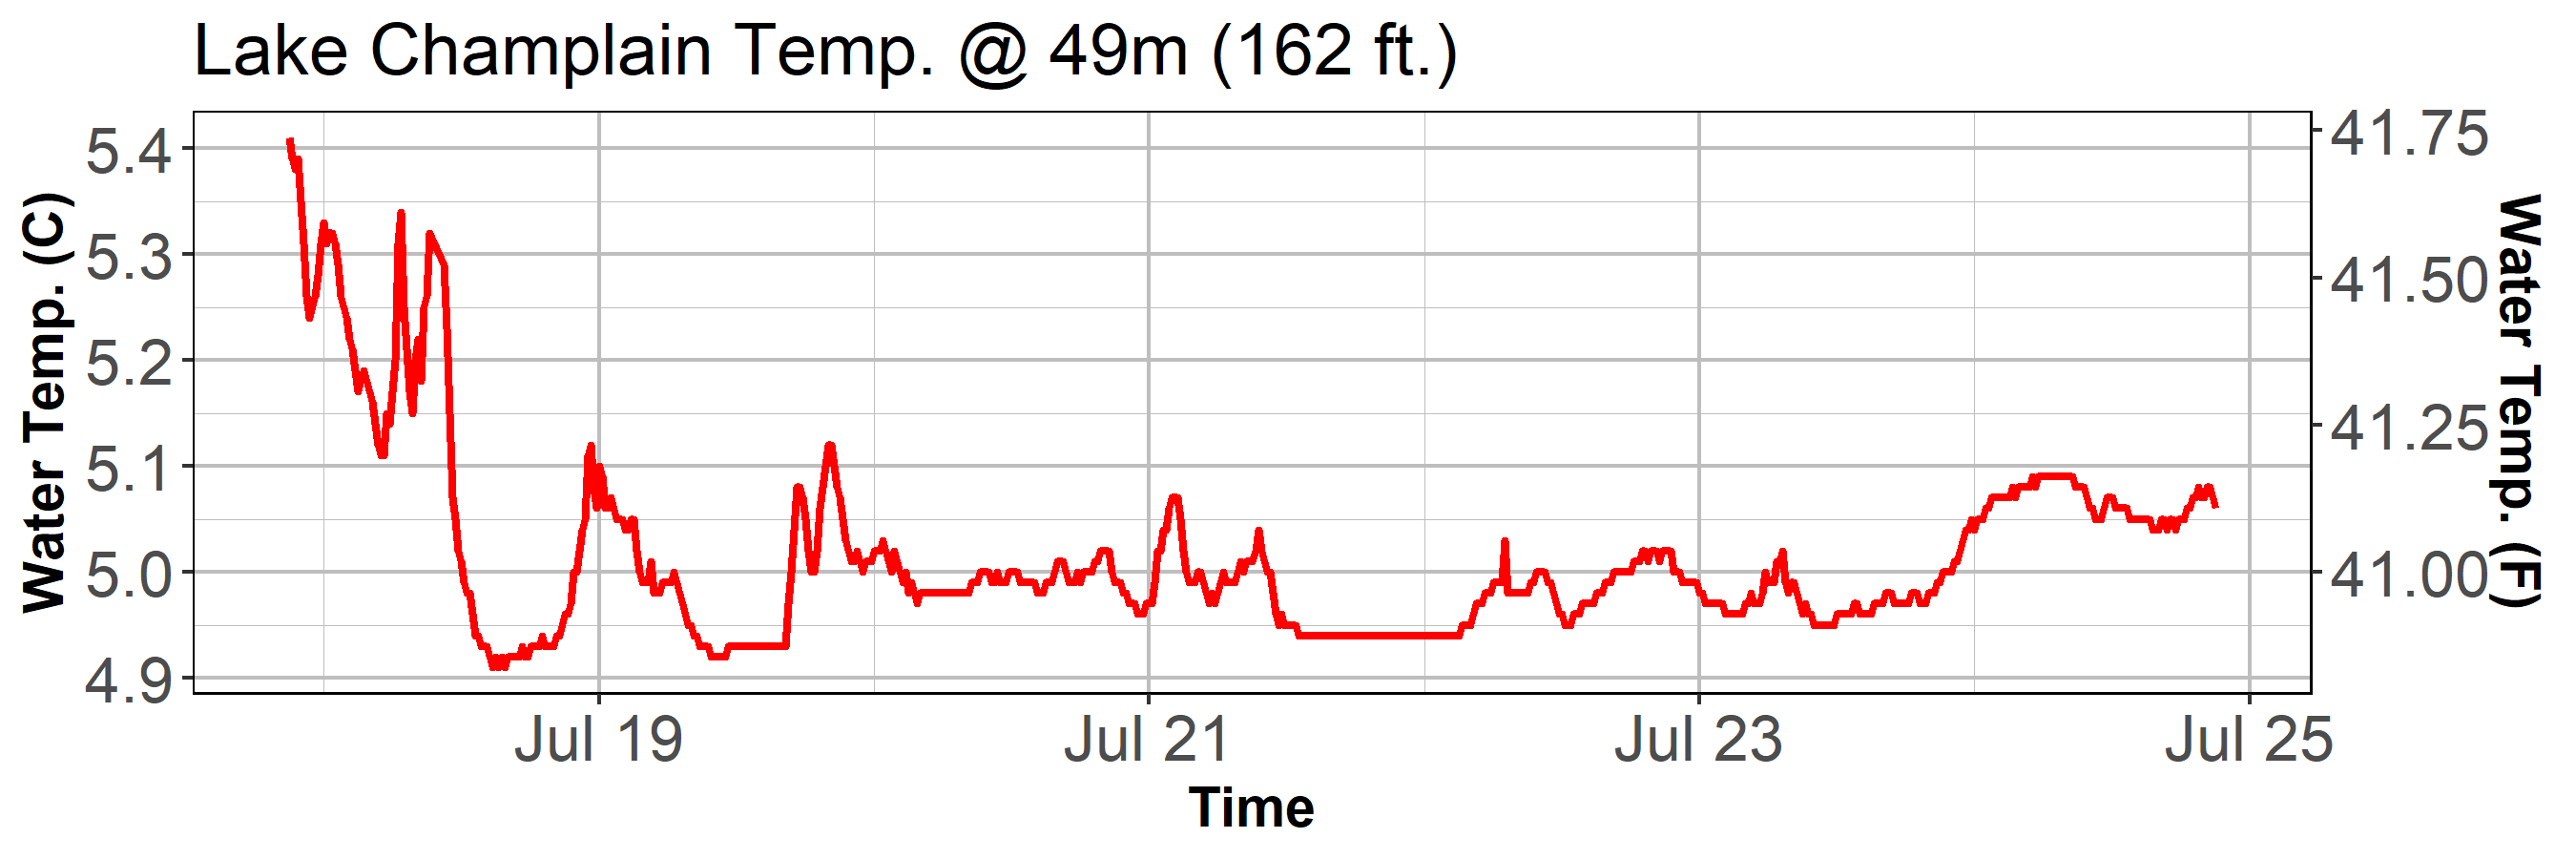 Lake Champlain Temp. @ 49m (162 ft.)
Water Temp. (C)
5.4
5.3
5.2
5.1
5.0
4.9
41.75
41.50
41.25
41.00
Water Temp. (F)
Jul 19 Jul 21 Jul 23 Jul 25
Time